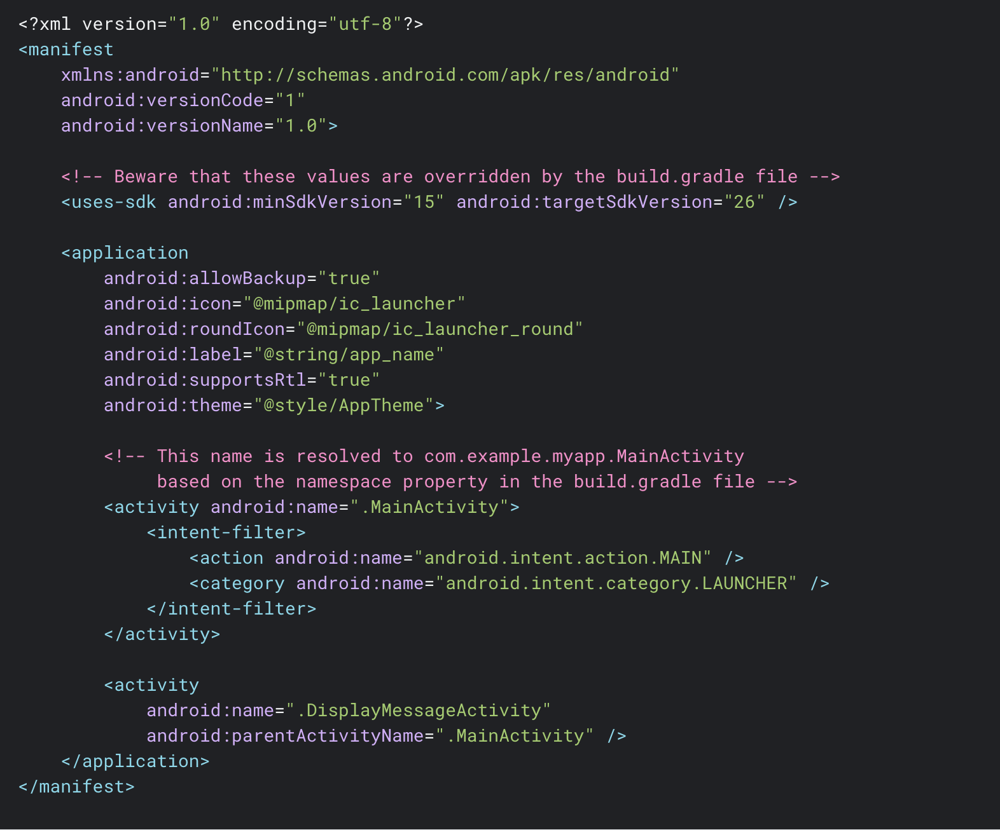 <?xml version="1.0" encoding="utf-8"?>
<manifest
    xmlns:android="http://schemas.android.com/apk/res/android"
    android:versionCode="1"
    android:versionName="1.0">

    <!-- Beware that these values are overridden by the build.gradle file -->
    <uses-sdk android:minSdkVersion="15" android:targetSdkVersion="26" />

    <application
        android:allowBackup="true"
        android:icon="@mipmap/ic_launcher"
        android:roundIcon="@mipmap/ic_launcher_round"
        android:label="@string/app_name"
        android:supportsRtl="true"
        android:theme="@style/AppTheme">

        <!-- This name is resolved to com.example.myapp.MainActivity
             based on the namespace property in the build.gradle file -->
        <activity android:name=".MainActivity">
            <intent-filter>
                <action android:name="android.intent.action.MAIN" />
                <category android:name="android.intent.category.LAUNCHER" />
            </intent-filter>
        </activity>

        <activity
            android:name=".DisplayMessageActivity"
            android:parentActivityName=".MainActivity" />
    </application>
</manifest>